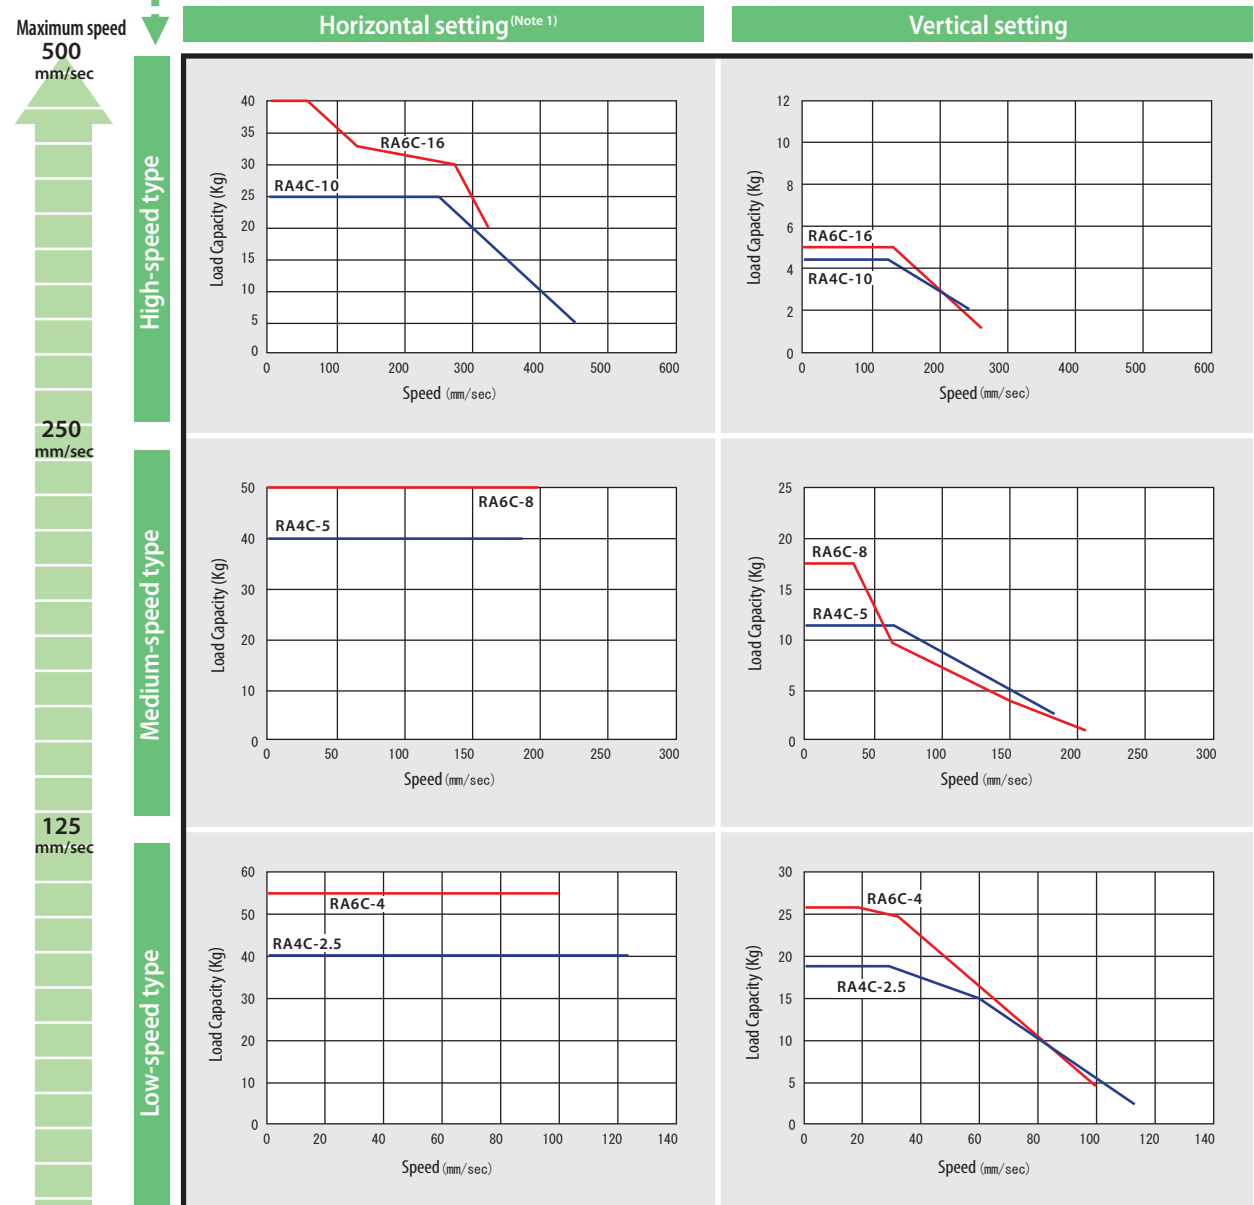 Maximum speed
500
mm/sec
250
mm/sec
125
mm/sec
Horizontal setting(Note 1)
Vertical setting
High-speed type
Load Capacity (Kg)
40
35
30
25
20
15
10
5
0
RA6C-16
RA4C-10
0 100 200 300 400 500 600
Speed (mm/sec)
Load Capacity (Kg)
12
10
8
6
4
2
0
RA6C-16
RA4C-10
0 100 200 300 400 500 600
Speed (mm/sec)
Medium-speed type
Load Capacity (Kg)
50
40
30
20
10
0
RA6C-8
RA4C-5
0 50 100 150 200 250 300
Speed (mm/sec)
Load Capacity (Kg)
25
20
15
10
5
0
RA6C-8
RA4C-5
0 50 100 150 200 250 300
Speed (mm/sec)
Low-speed type
Load Capacity (Kg)
60
50
40
30
20
10
0
RA6C-4
RA4C-2.5
0 20 40 60 80 100 120 140
Speed (mm/sec)
Load Capacity (Kg)
30
25
20
15
10
5
0
RA6C-4
RA4C-2.5
0 20 40 60 80 100 120 140
Speed (mm/sec)